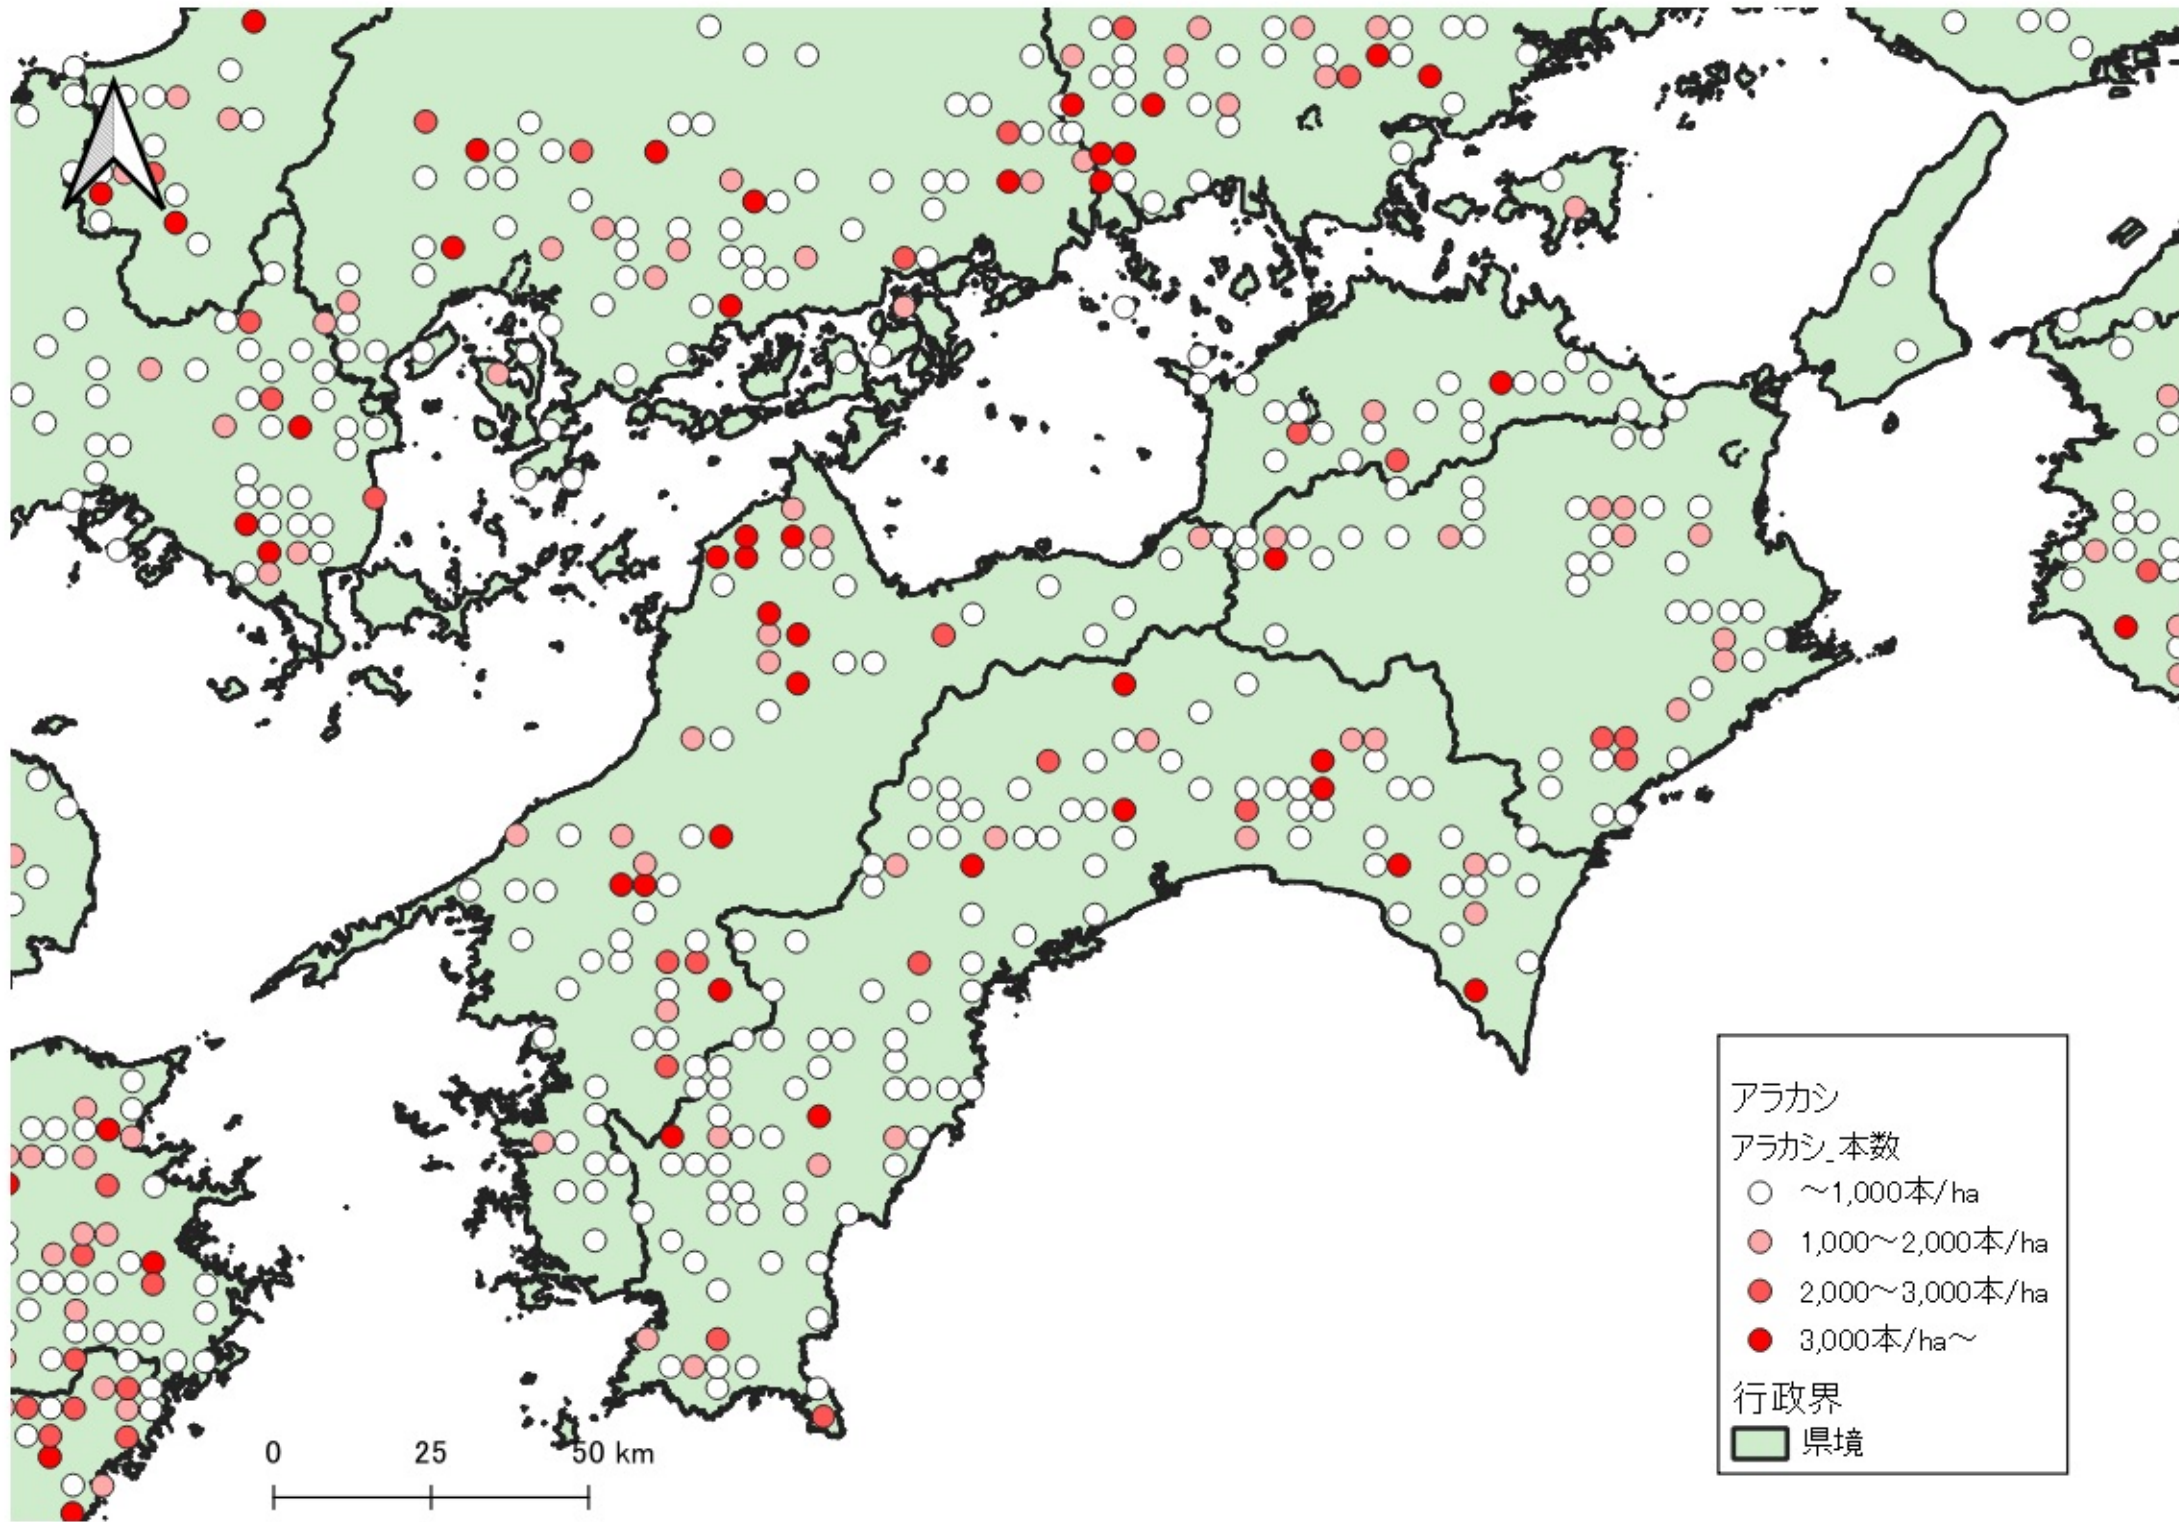 アラカシ
アラカシ_本数
～1,000本/ha
1,000～2,000本/ha
2,000～3,000本/ha
3,000本/ha～
行政界
県境
0 25 50 km